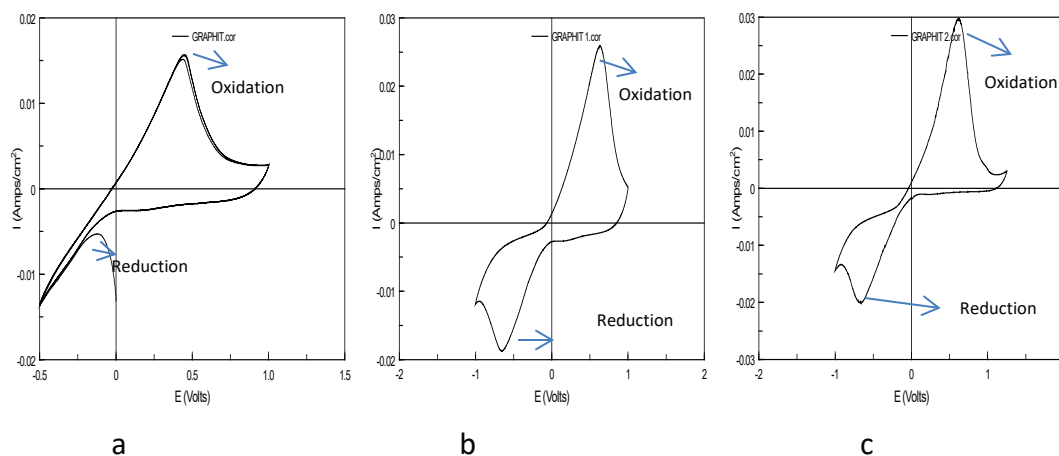 0.02
GRAPHIT.cor
Oxidation
0.01
0
-0.01
-0.02
I (Amps/cm²)
Reduction
-0.5
0
0.5
1.0
1.5
E (Volts)
a
0.03
GRAPHIT 1.cor
Oxidation
0.02
0.01
0
-0.01
-0.02
I (Amps/cm²)
Reduction
-2
-1
0
1
2
E (Volts)
b
0.03
GRAPHIT 2.cor
Oxidation
0.02
0.01
0
-0.01
-0.02
-0.03
I (Amps/cm²)
Reduction
-2
-1
0
1
E (Volts)
c